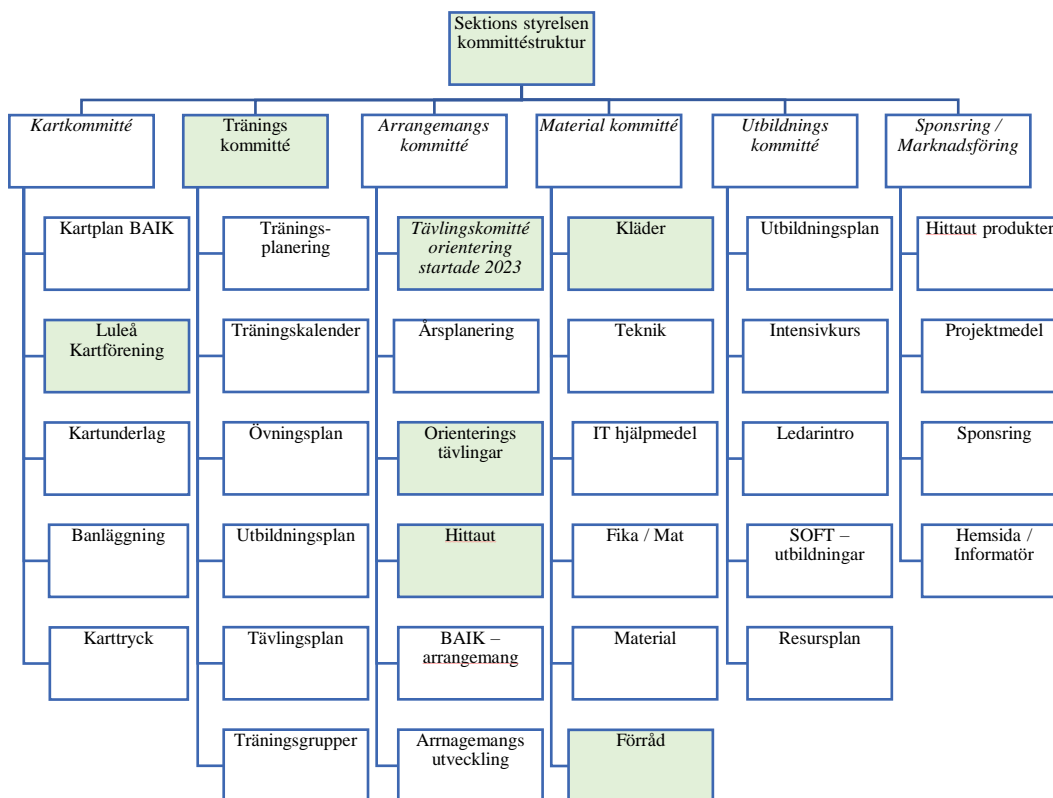 Sektions styrelsen
kommittéstruktur
Kartkommitté
Kartplan BAIK
Luleå
Kartförening
Kartunderlag
Banläggning
Karttryck
Tränings
kommitté
Tränings-
planering
Träningskalender
Övningsplan
Utbildningsplan
Tävlingsplan
Träningsgrupper
Arrangemangs
kommitté
Tävlingskomitté
orientering
startade 2023
Årsplanering
Orienterings
tävlingar
Hittaut
BAIK –
arrangemang
Arrnagemangs
utveckling
Material kommitté
Kläder
Teknik
IT hjälpmedel
Fika / Mat
Material
Förråd
Utbildnings
kommitté
Utbildningsplan
Intensivkurs
Ledarintro
SOFT –
utbildningar
Resursplan
Sponsring /
Marknadsföring
Hittaut produkter
Projektmedel
Sponsring
Hemsida /
Informatör